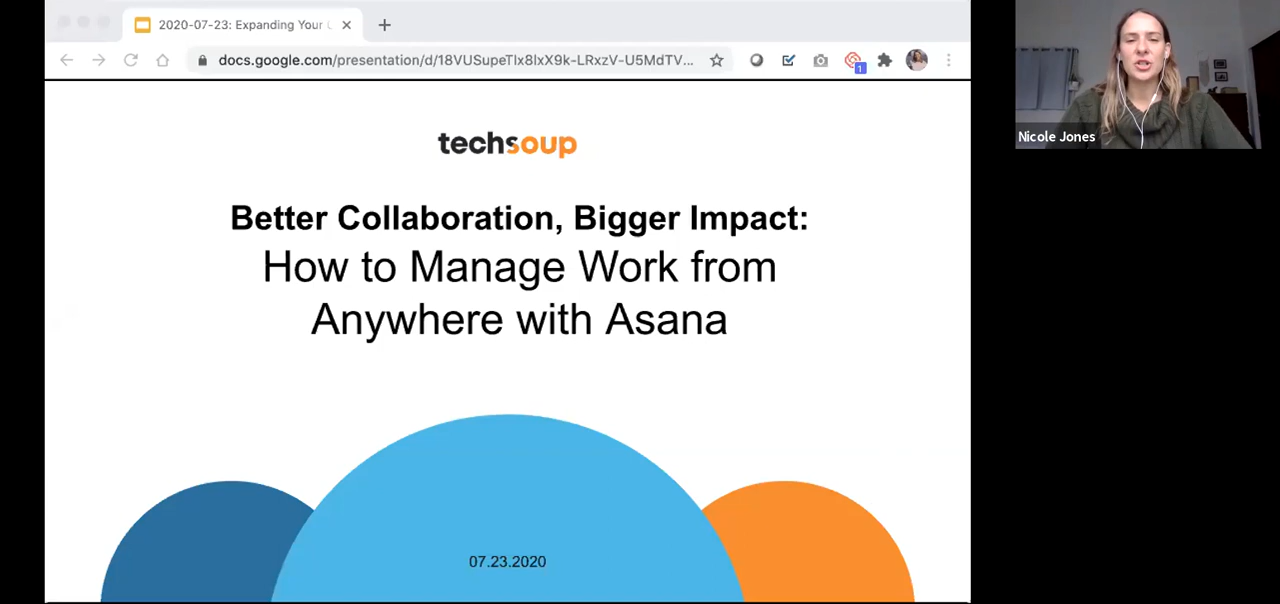 2020-07-23: Expanding Your
docs.google.com/presentation/d/18VUSupeTlx8lxX9k-LRxzV-U5MdTV...
1
Nicole Jones
techsoup
Better Collaboration, Bigger Impact:
How to Manage Work from
Anywhere with Asana
07.23.2020